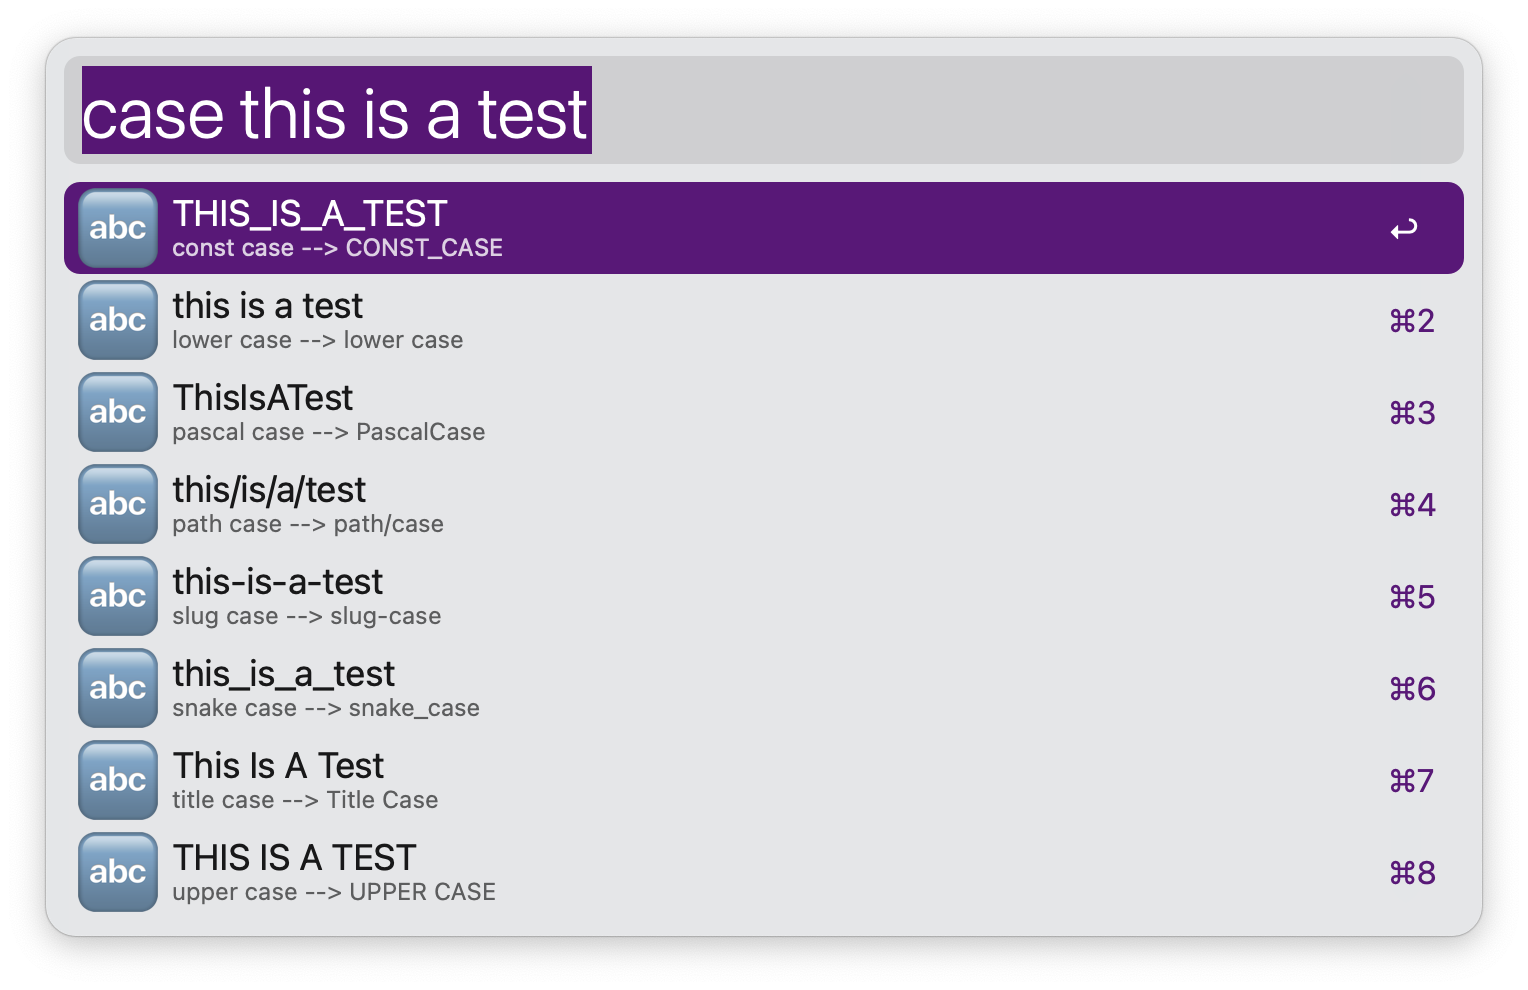 case this is a test
abc
THIS_IS_A_TEST
const case --> CONST_CASE
abc
this is a test
lower case --> lower case
⌘2
abc
ThisIsATest
pascal case --> PascalCase
⌘3
abc
this/is/a/test
path case --> path/case
⌘4
abc
this-is-a-test
slug case --> slug-case
⌘5
abc
this_is_a_test
snake case --> snake_case
⌘6
abc
This Is A Test
title case --> Title Case
⌘7
abc
THIS IS A TEST
upper case --> UPPER CASE
⌘8